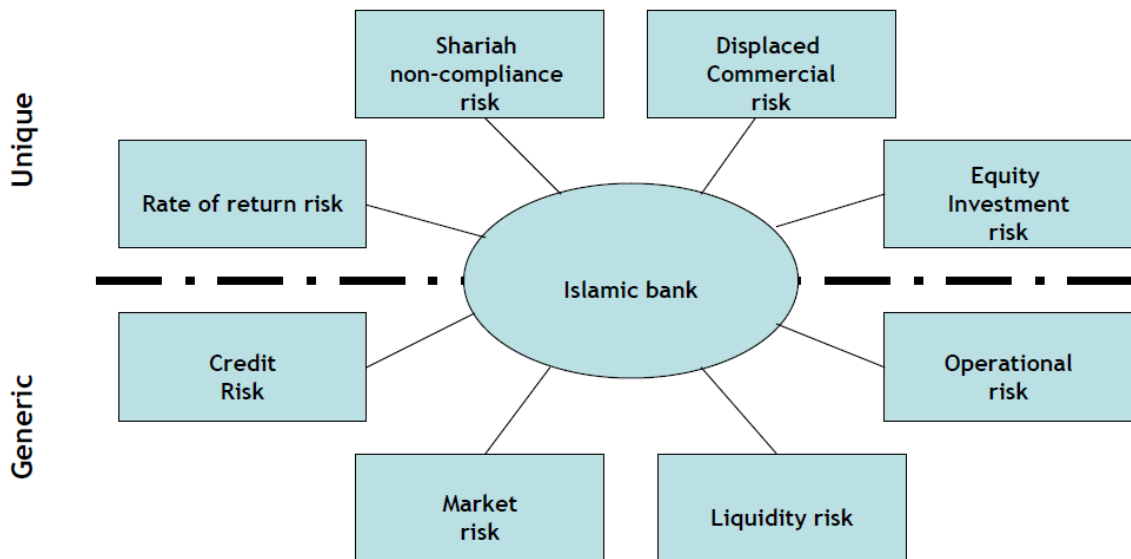 Unique
Shariah
non-compliance
risk
Displaced
Commercial
risk
Rate of return risk
Equity
Investment
risk
Islamic bank
Generic
Credit
Risk
Operational
risk
Market
risk
Liquidity risk